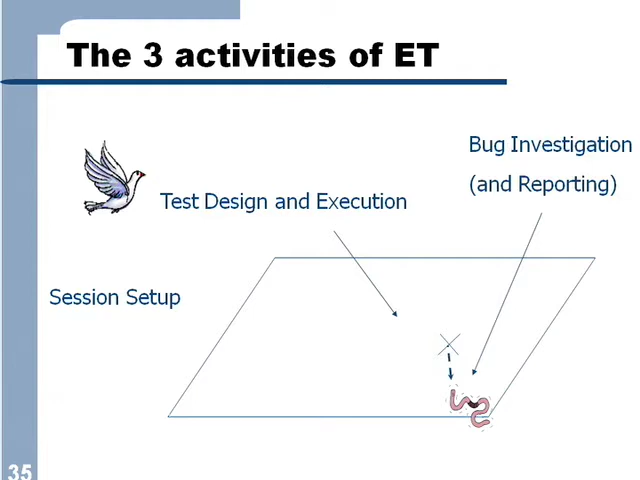 The 3 activities of ET
Bug Investigation
(and Reporting)
Test Design and Execution
Session Setup
35